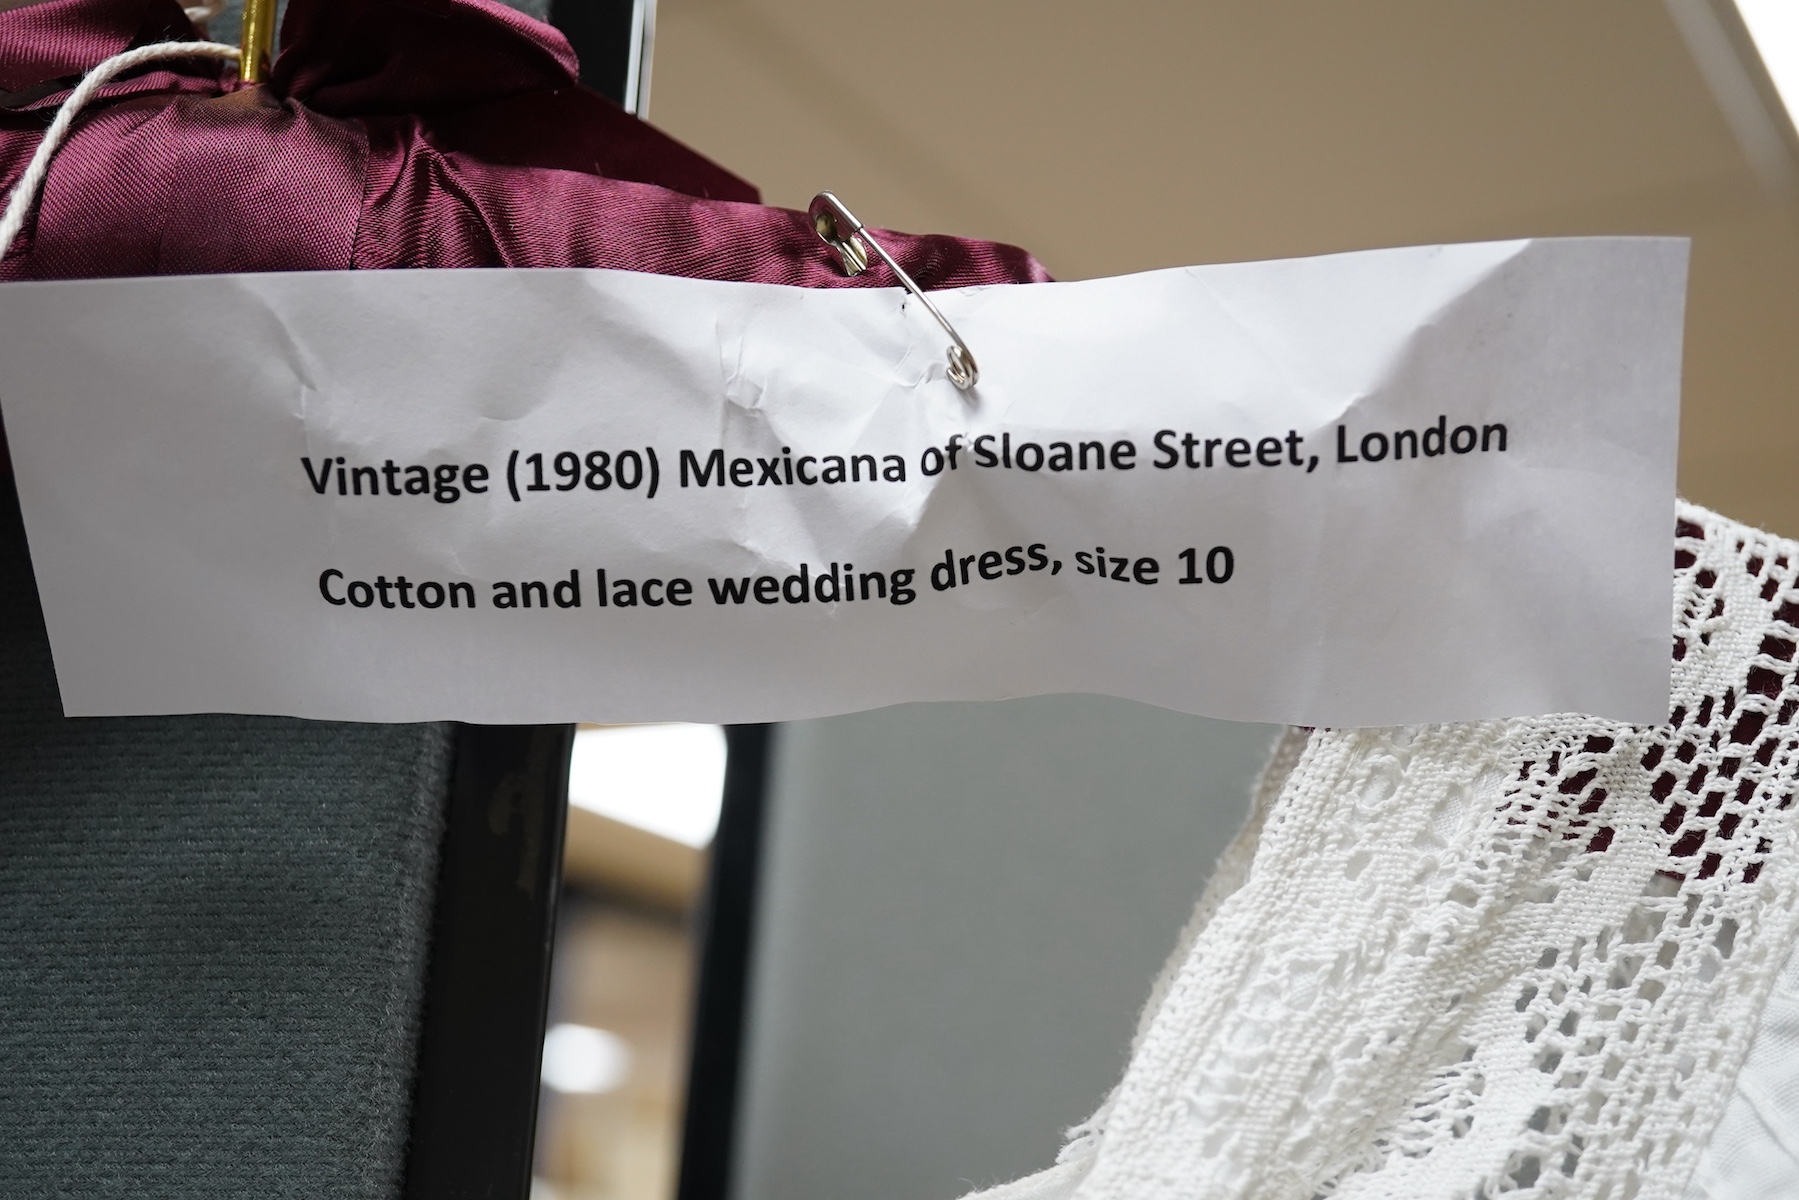 Vintage (1980) Mexicana of Sloane Street, London
Cotton and lace wedding dress, size 10